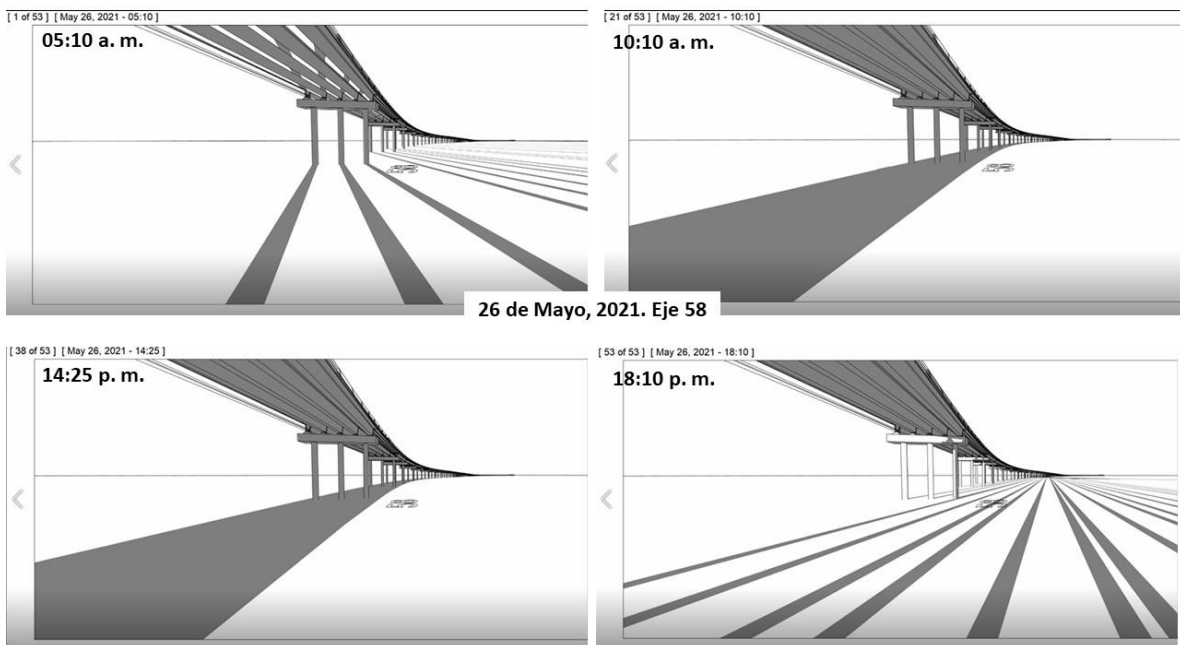 [ 1 of 53 ] [ May 26, 2021 - 05:10 ]
05:10 a. m.
[ 21 of 53 ] [ May 26, 2021 - 10:10 ]
10:10 a. m.
26 de Mayo, 2021. Eje 58
[ 38 of 53 ] [ May 26, 2021 - 14:25 ]
14:25 p. m.
[ 53 of 53 ] [ May 26, 2021 - 18:10 ]
18:10 p. m.